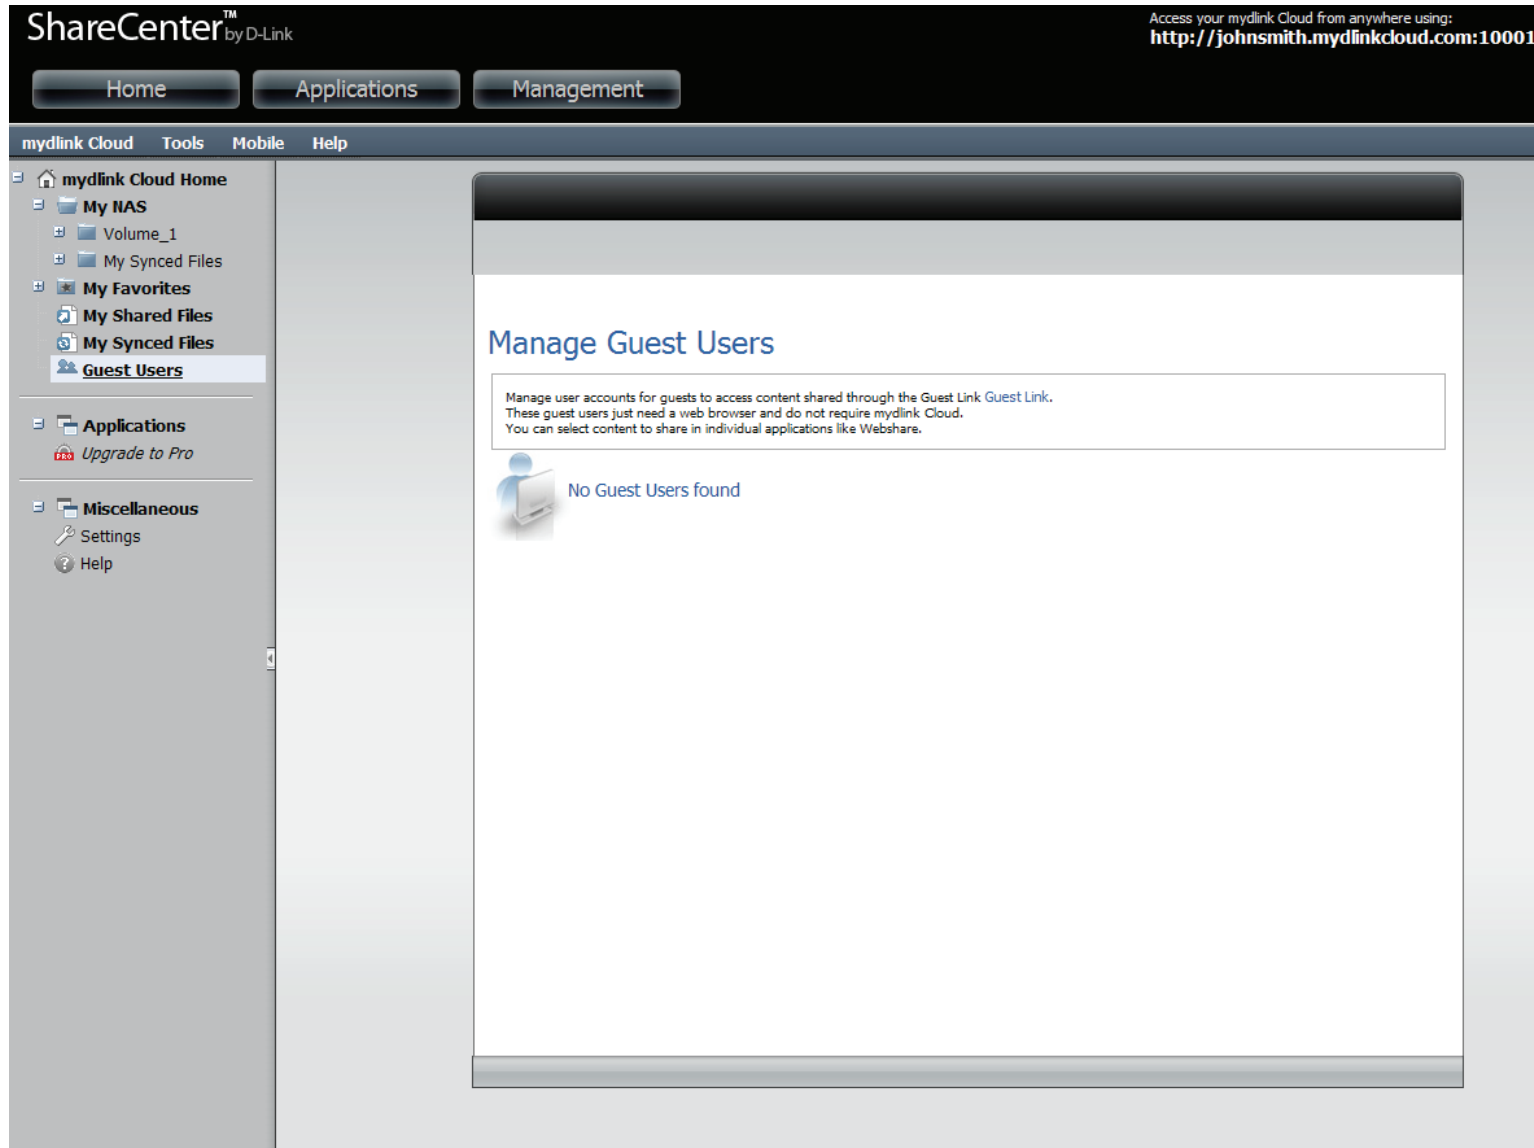 ShareCenter™ by D-Link
Access your mydlink Cloud from anywhere using:
http://johnsmith.mydlinkcloud.com:10001
Home Applications Management
mydlink Cloud Tools Mobile Help
mydlink Cloud Home
My NAS
Volume_1
My Synced Files
My Favorites
My Shared Files
My Synced Files
Guest Users
Applications
PRO Upgrade to Pro
Miscellaneous
Settings
Help
Manage Guest Users
Manage user accounts for guests to access content shared through the Guest Link Guest Link.
These guest users just need a web browser and do not require mydlink Cloud.
You can select content to share in individual applications like Webshare.
No Guest Users found